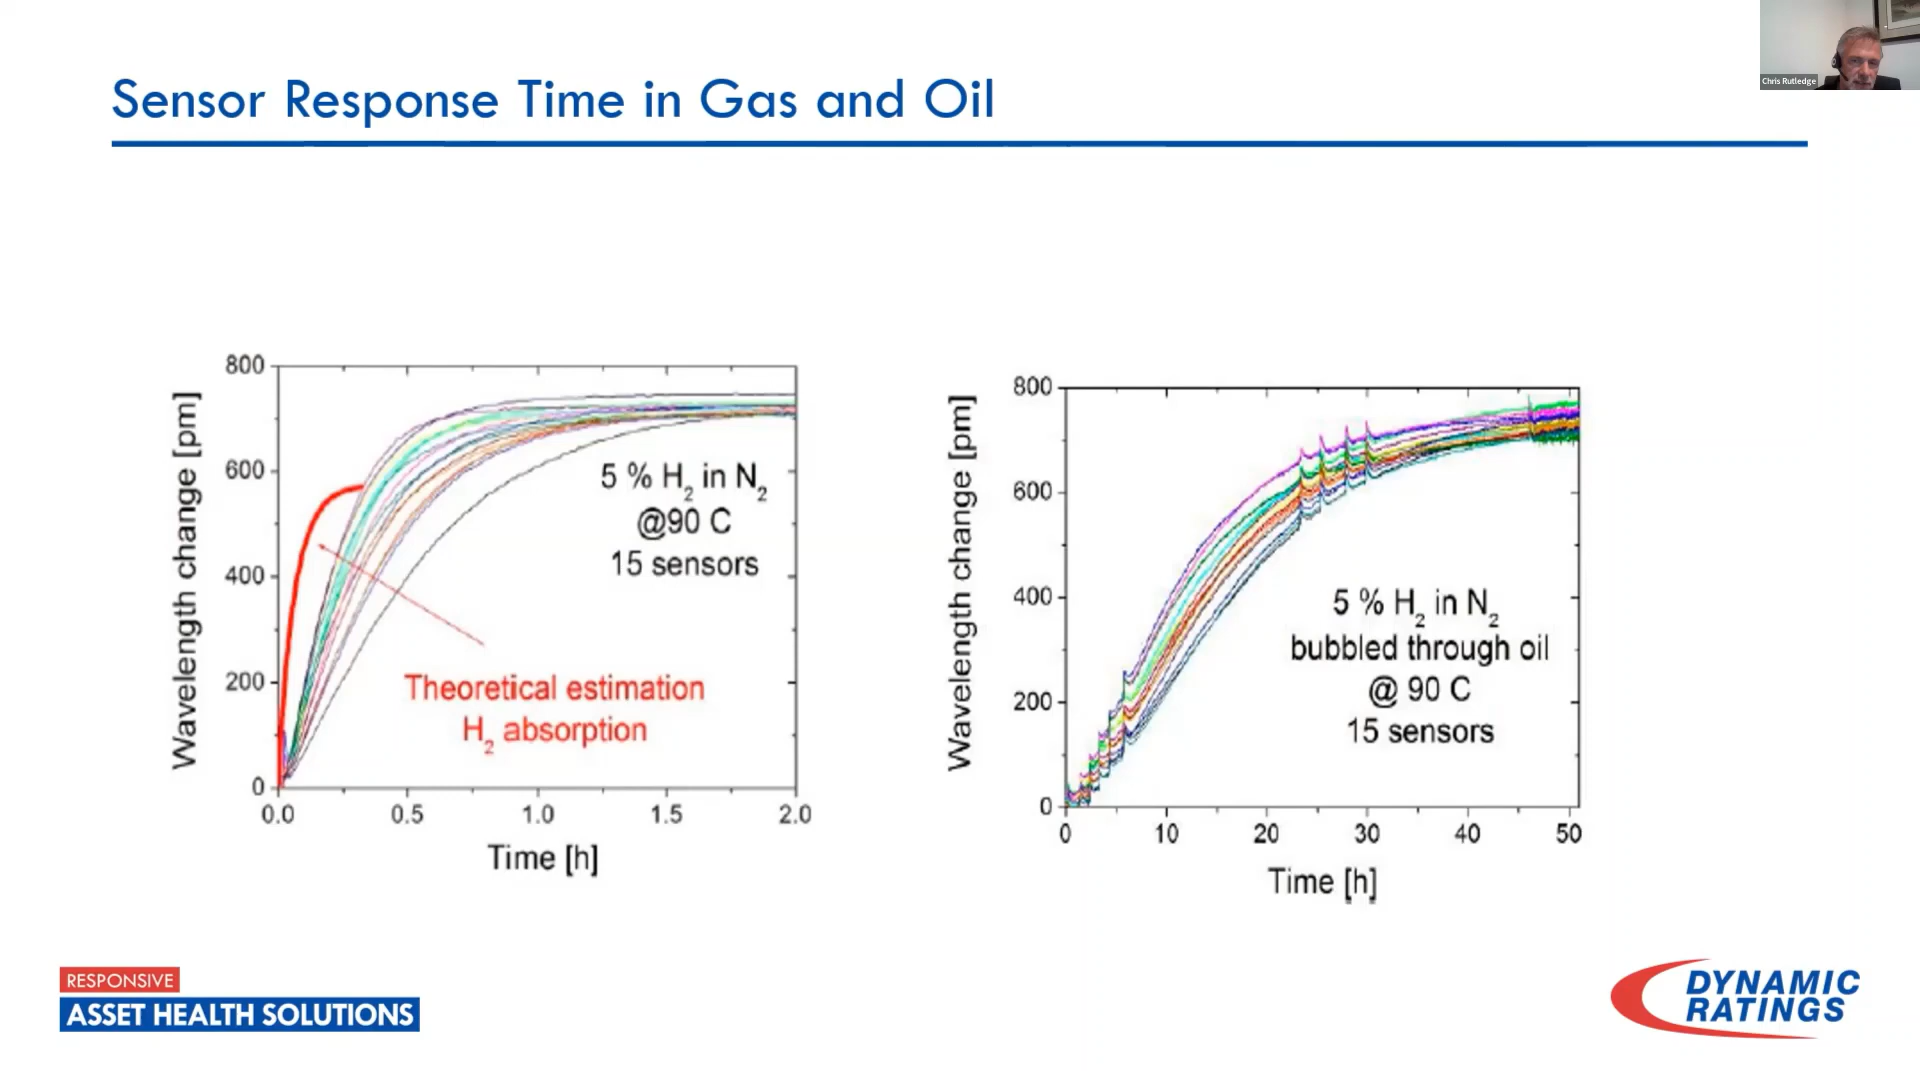 Chris Rutledge
Sensor Response Time in Gas and Oil
800
600
400
200
0
0.0 0.5 1.0 1.5 2.0
Wavelength change [pm]
Time [h]
5 % H2 in N2
@90 C
15 sensors
Theoretical estimation
H2 absorption
800
600
400
200
0
0 10 20 30 40 50
Wavelength change [pm]
Time [h]
5 % H2 in N2
bubbled through oil
@ 90 C
15 sensors
RESPONSIVE
ASSET HEALTH SOLUTIONS
DYNAMIC
RATINGS